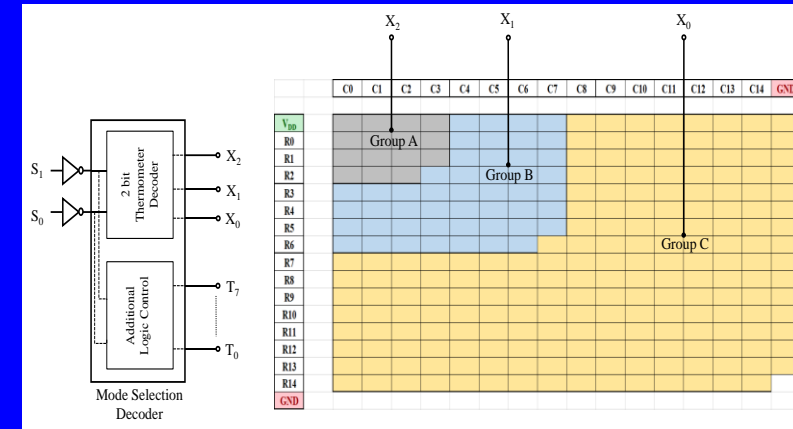 X2 X1 X0
C0 C1 C2 C3 C4 C5 C6 C7 C8 C9 C10 C11 C12 C13 C14 GND
VDD
R0
R1
R2
R3
R4
R5
R6
R7
R8
R9
R10
R11
R12
R13
R14
GND
Group A
Group B
Group C
S1
S0
2 bit
Thermometer
Decoder
X2
X1
X0
Additional
Logic Control
T7
T0
Mode Selection
Decoder